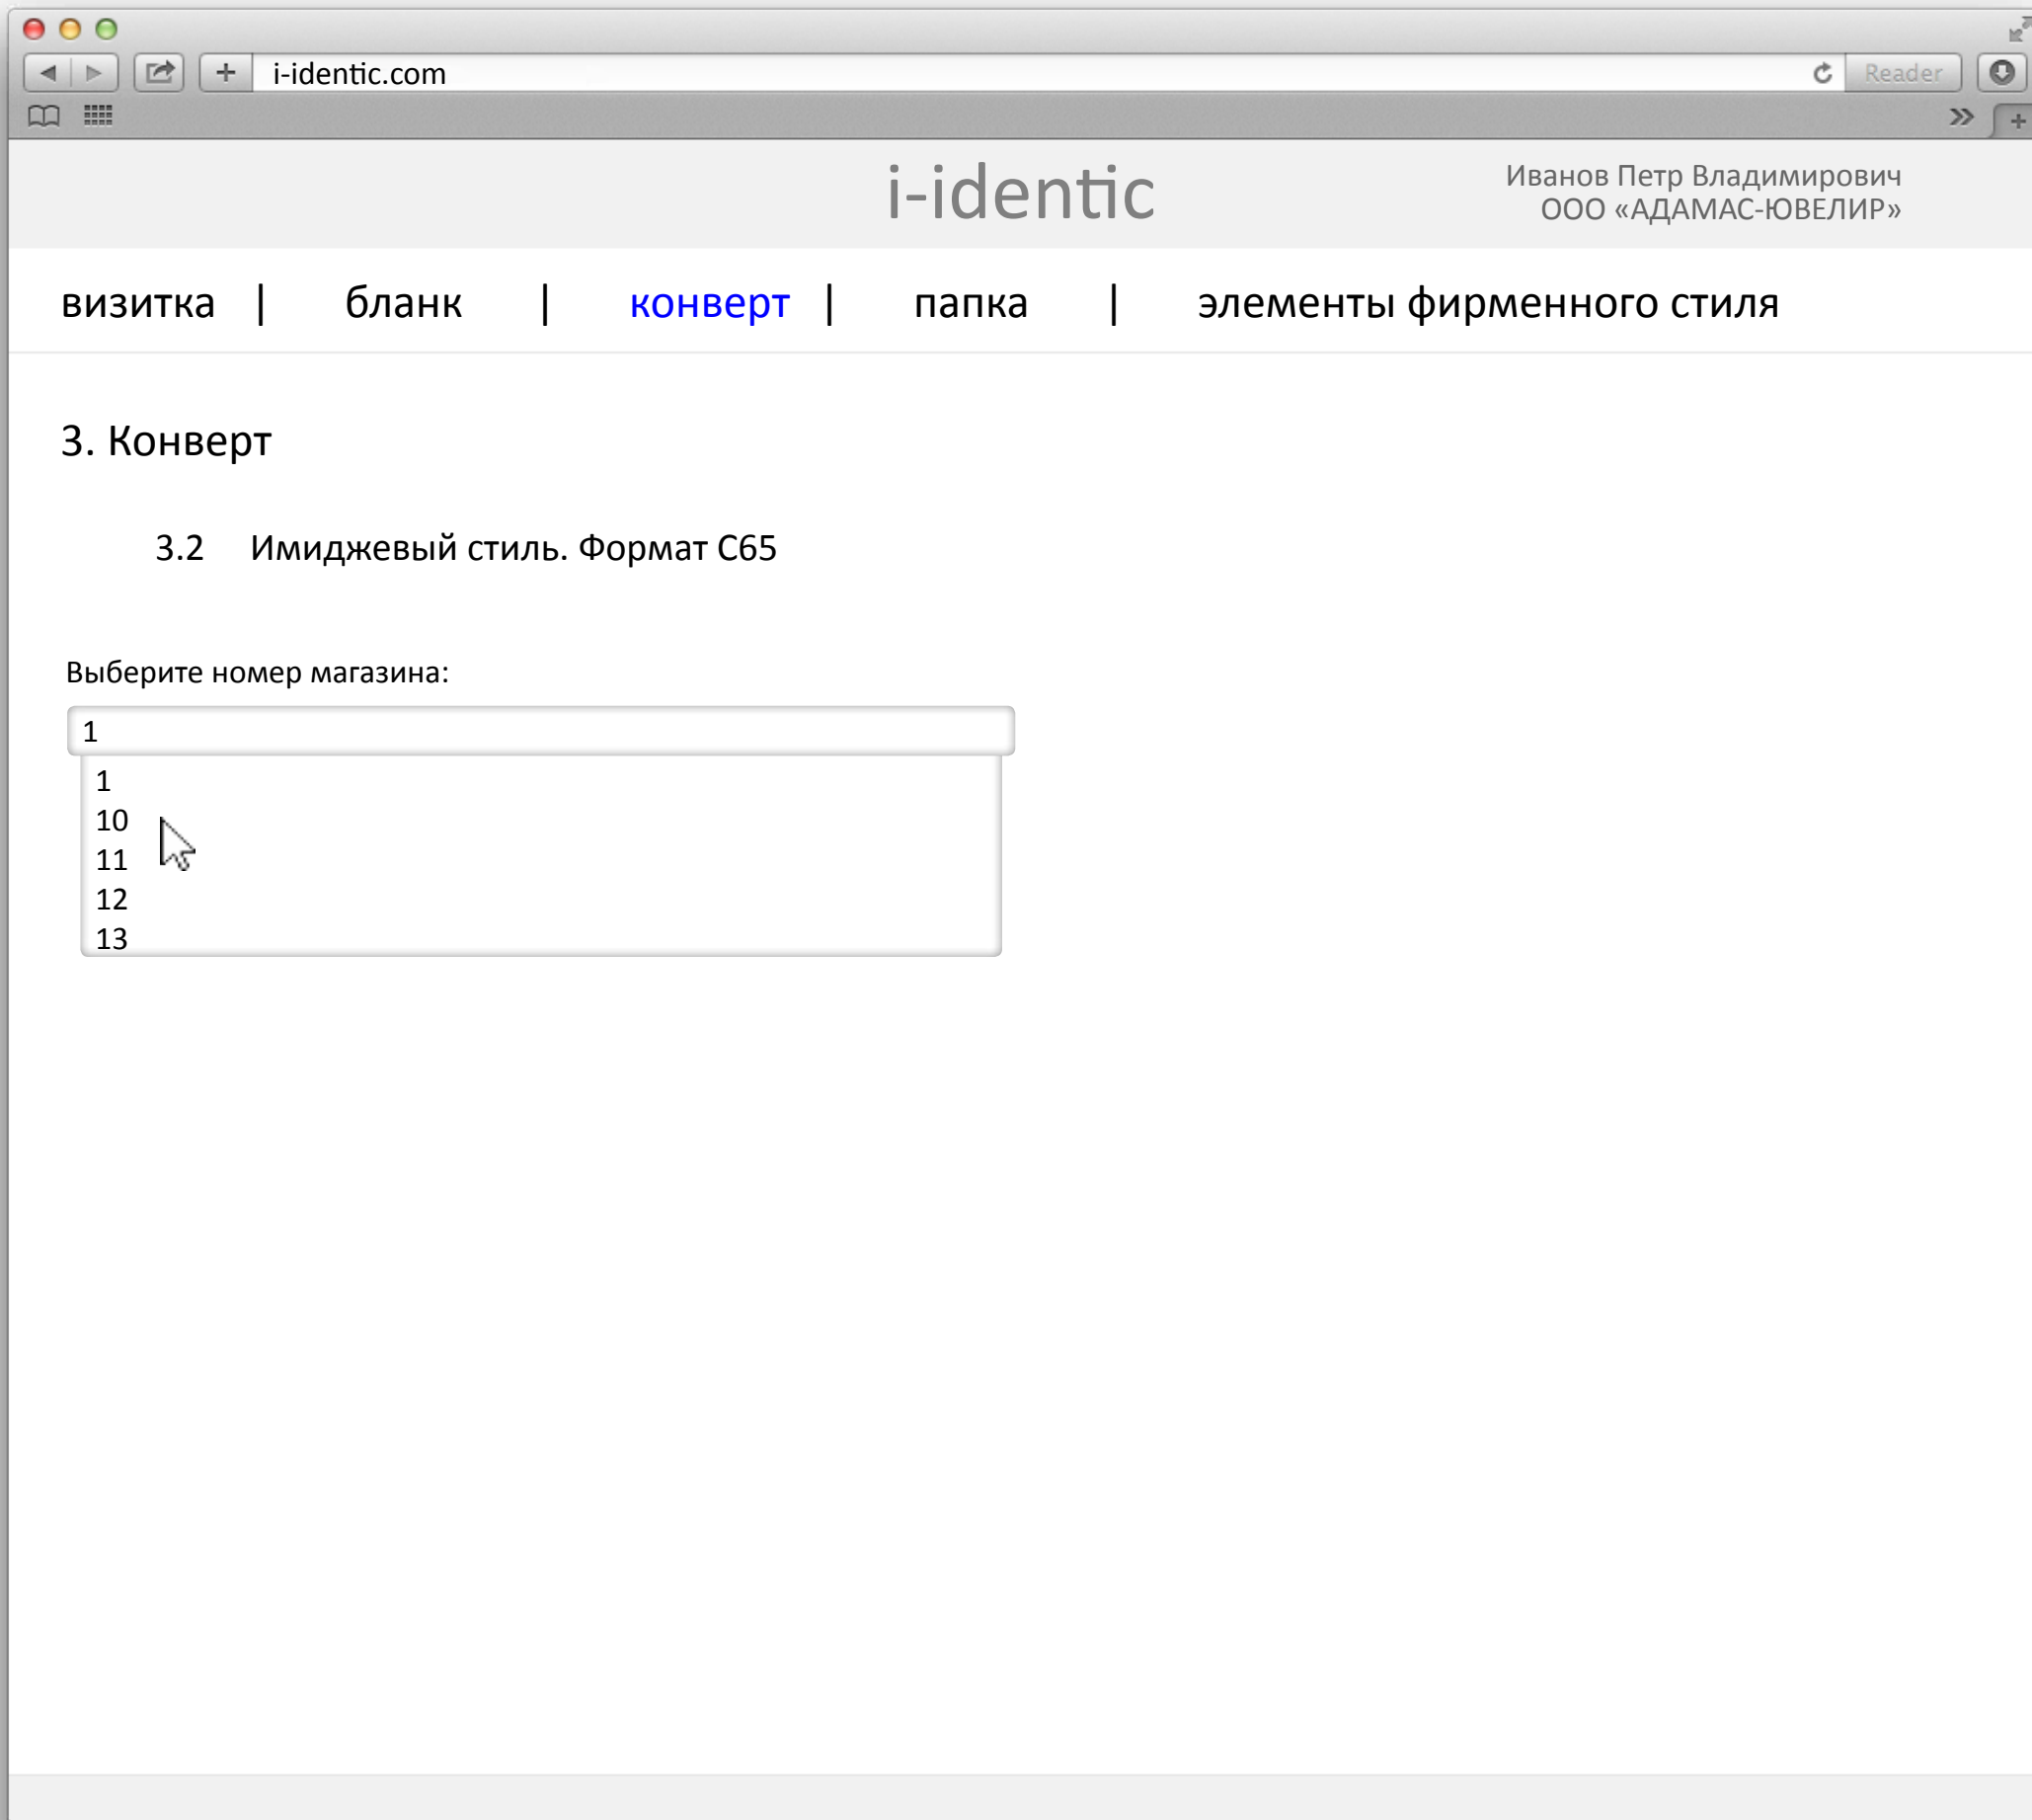 i-identic.com
Reader
i-identic
Иванов Петр Владимирович
ООО «АДАМАС-ЮВЕЛИР»
визитка | бланк | конверт | папка | элементы фирменного стиля
3. Конверт
3.2 Имиджевый стиль. Формат С65
Выберите номер магазина:
1
1
10
11
12
13